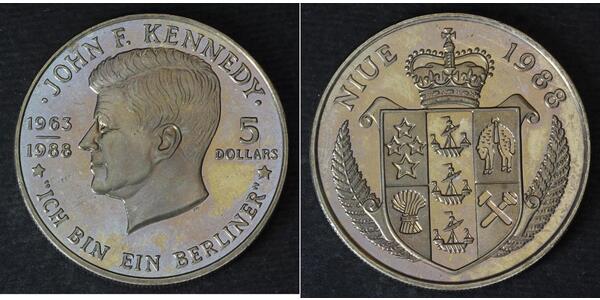 · JOHN F. KENNEDY ·
1963
1988
5
DOLLARS
★ "ICH BIN EIN BERLINER" ★
NIUE 1988